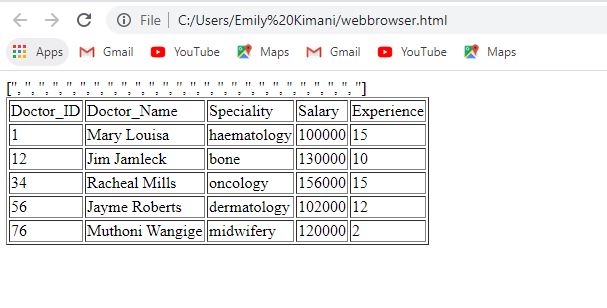 File | C:/Users/Emily%20Kimani/webbrowser.html
Apps Gmail YouTube Maps Gmail YouTube Maps
['', '', '', '', '', '', '', '', '', '', '', '', '', '', '', '', '', '', '', '', '', '', '', '', '', '']
Doctor_ID Doctor_Name Speciality Salary Experience
1 Mary Louisa haematology 100000 15
12 Jim Jamleck bone 130000 10
34 Racheal Mills oncology 156000 15
56 Jayme Roberts dermatology 102000 12
76 Muthoni Wangige midwifery 120000 2